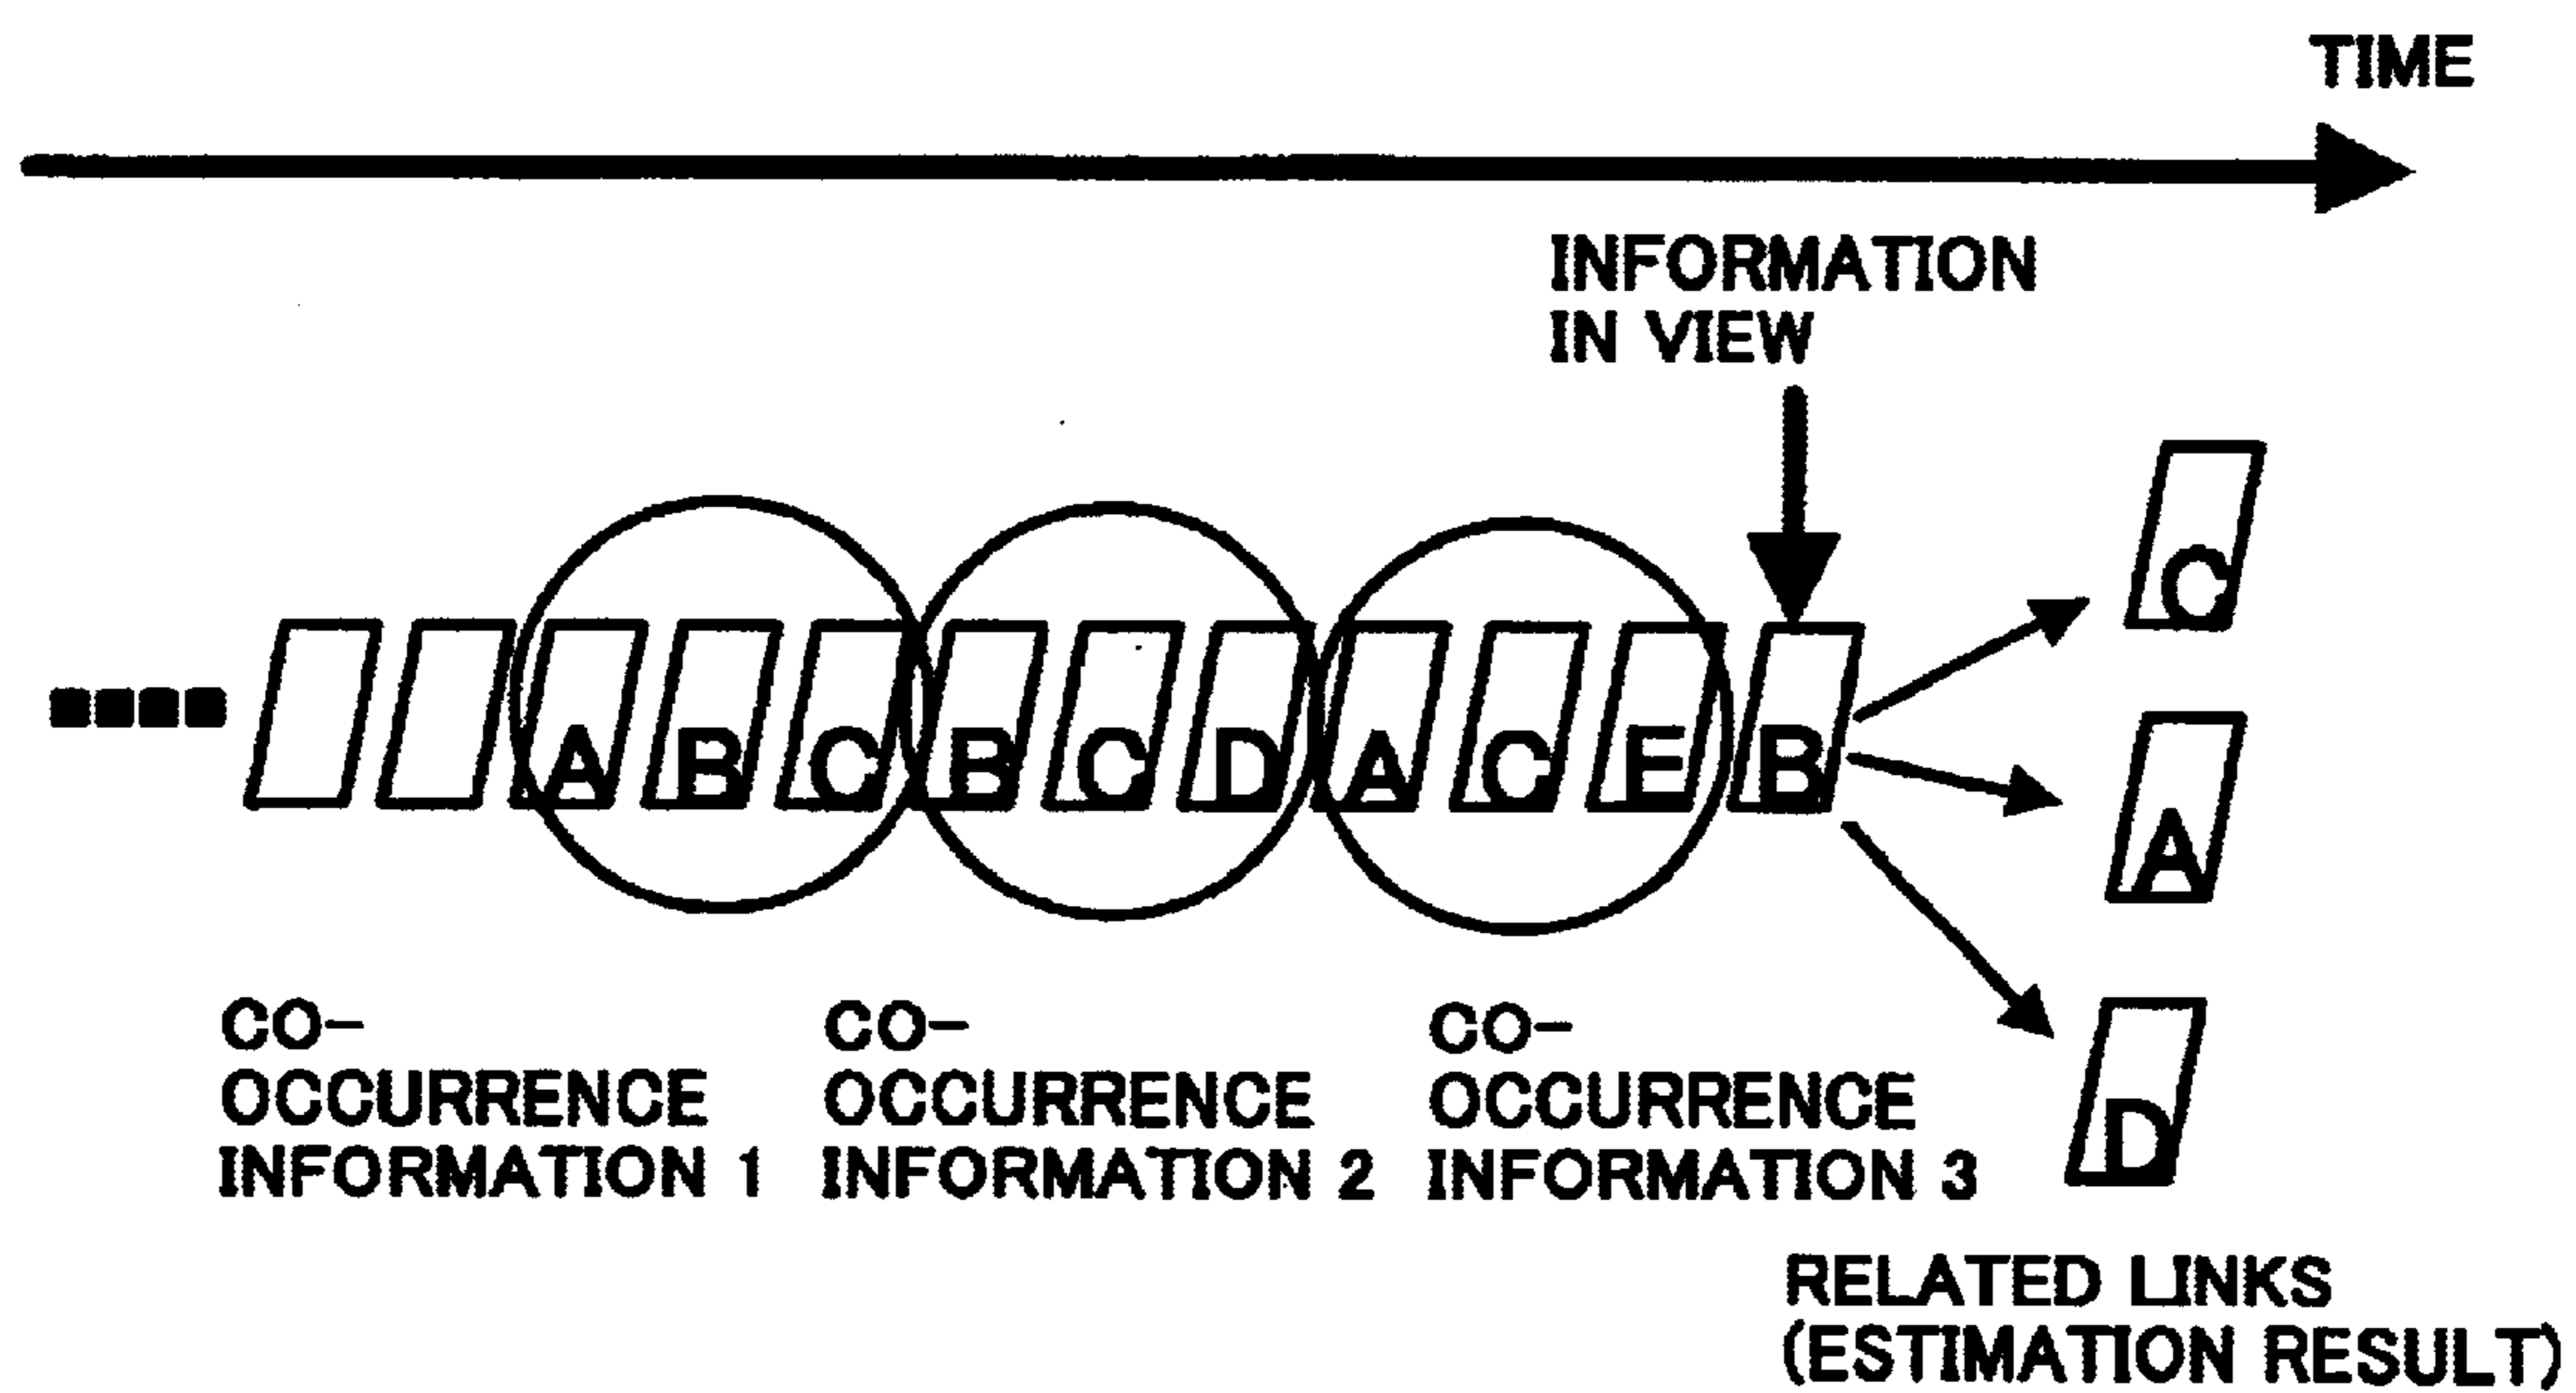 TIME
INFORMATION
IN VIEW
C
A B C B C D A C E B
A
D
CO-
OCCURRENCE
INFORMATION 1
CO-
OCCURRENCE
INFORMATION 2
CO-
OCCURRENCE
INFORMATION 3
RELATED LINKS
(ESTIMATION RESULT)